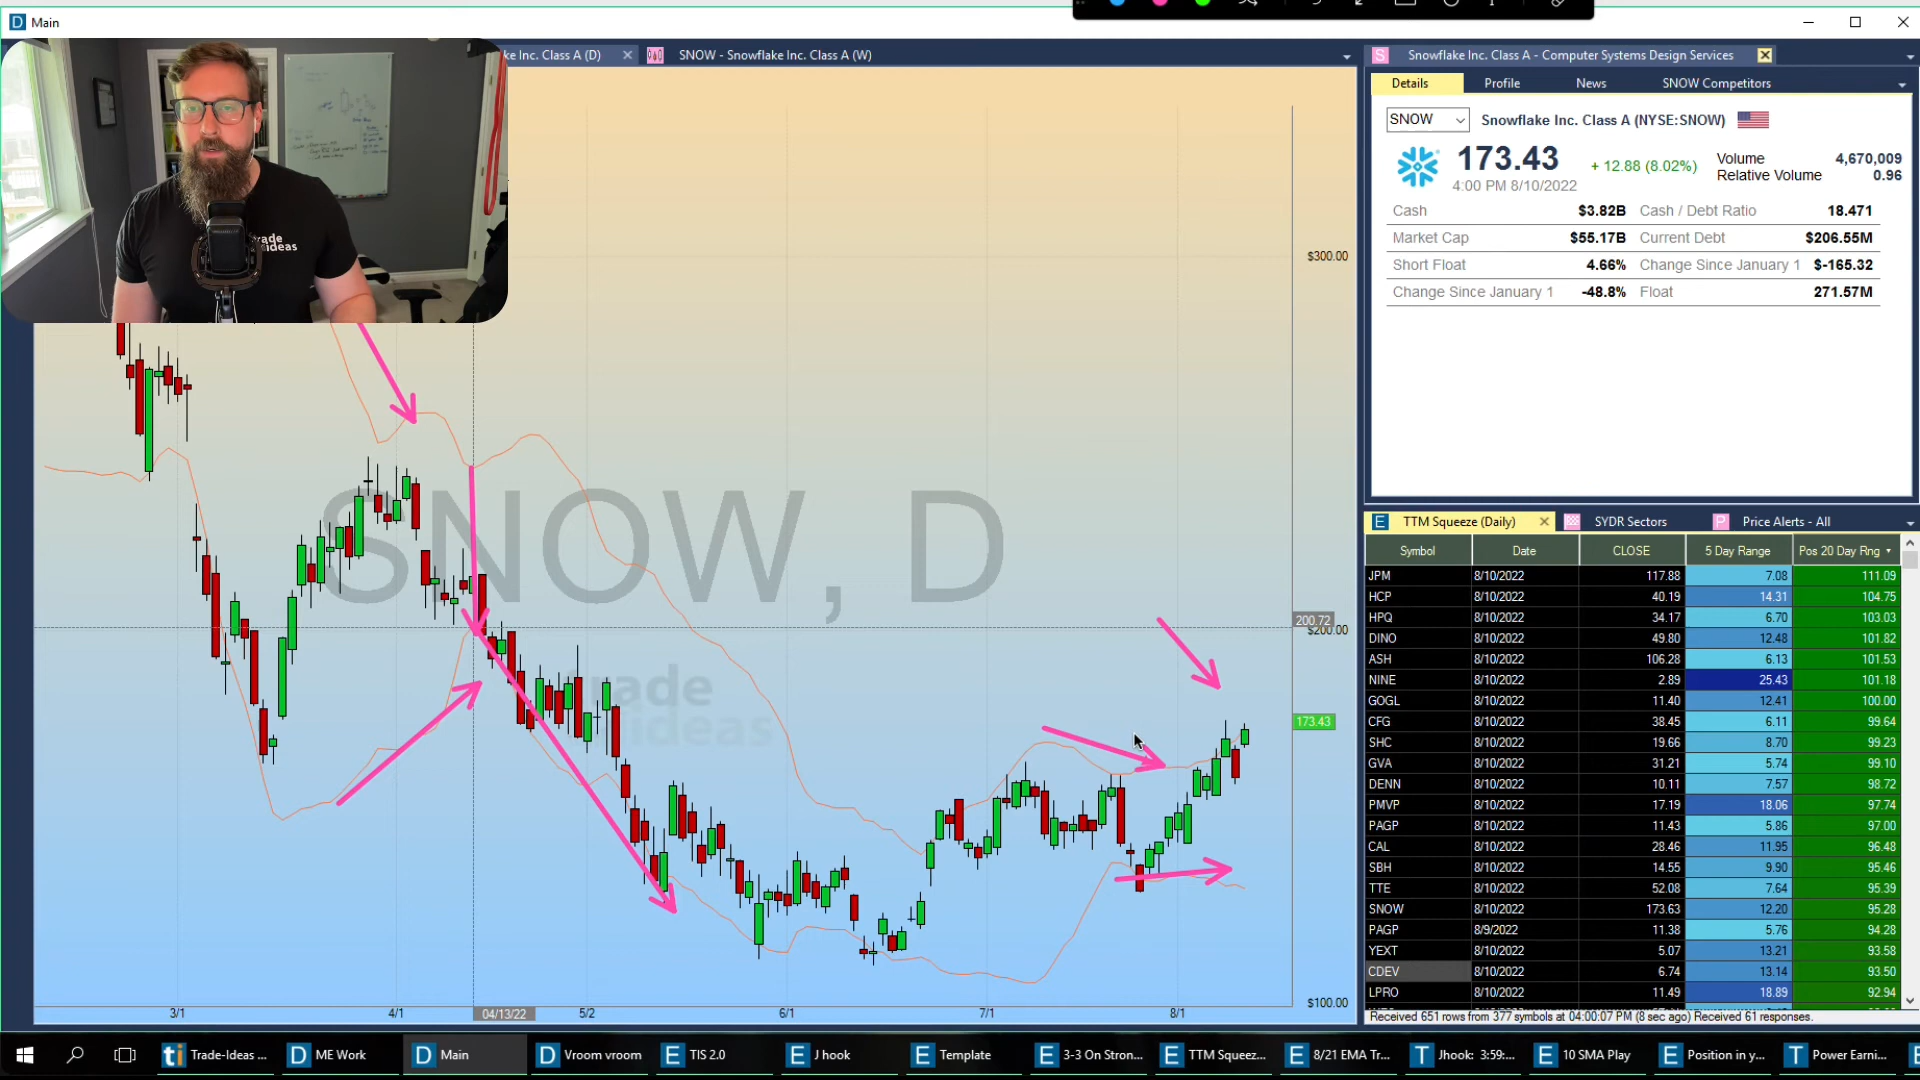 Main
ke Inc. Class A (D)
SNOW - Snowflake Inc. Class A (W)
Snowflake Inc. Class A - Computer Systems Design Services
Details Profile News SNOW Competitors
SNOW Snowflake Inc. Class A (NYSE:SNOW)
173.43 + 12.88 (8.02%)
4:00 PM 8/10/2022
Volume 4,670,009
Relative Volume 0.96
Cash $3.82B Cash / Debt Ratio 18.471
Market Cap $55.17B Current Debt $206.55M
Short Float 4.66% Change Since January 1 $-165.32
Change Since January 1 -48.8% Float 271.57M
trade
ideas
SNOW, D
trade
ideas
$300.00
200.72
$200.00
173.43
$100.00
3/1 4/1 04/13/22 5/2 6/1 7/1 8/1
TTM Squeeze (Daily) SYDR Sectors Price Alerts - All
Symbol Date CLOSE 5 Day Range Pos 20 Day Rng
JPM 8/10/2022 117.88 7.08 111.09
HCP 8/10/2022 40.19 14.31 104.75
HPQ 8/10/2022 34.17 6.70 103.03
DINO 8/10/2022 49.80 12.48 101.82
ASH 8/10/2022 106.28 6.13 101.53
NINE 8/10/2022 2.89 25.43 101.18
GOGL 8/10/2022 11.40 12.41 100.00
CFG 8/10/2022 38.45 6.11 99.64
SHC 8/10/2022 19.66 8.70 99.23
GVA 8/10/2022 31.21 5.74 99.10
DENN 8/10/2022 10.11 7.57 98.72
PMVP 8/10/2022 17.19 18.06 97.74
PAGP 8/10/2022 11.43 5.86 97.00
CAL 8/10/2022 28.46 11.95 96.48
SBH 8/10/2022 14.55 9.90 95.46
TTE 8/10/2022 52.08 7.64 95.39
SNOW 8/10/2022 173.63 12.20 95.28
PAGP 8/9/2022 11.38 5.76 94.28
YEXT 8/10/2022 5.07 13.21 93.58
CDEV 8/10/2022 6.74 13.14 93.50
LPRO 8/10/2022 11.49 18.89 92.94
Received 651 rows from 377 symbols at 04:00:07 PM (8 sec ago) Received 61 responses.
Trade-Ideas ... ME Work Main Vroom vroom TIS 2.0 J hook Template 3-3 On Stron... TTM Squeez... 8/21 EMA Tr... Jhook: 3:59:... 10 SMA Play Position in y... Power Earni...